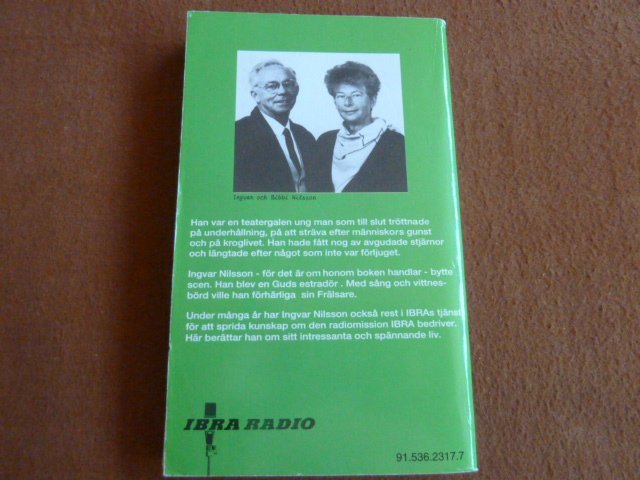 Ingvar och Bibbi Nilsson
Han var en teatergalen ung man som till slut tröttnade
på underhållning, på att sträva efter människors gunst
och på kroglivet. Han hade fått nog av avgudade stjärnor
och längtade efter något som inte var förljuget.
Ingvar Nilsson - för det är om honom boken handlar - bytte
scen. Han blev en Guds estradör . Med sång och vittnes-
börd ville han förhärliga sin Frälsare.
Under många år har Ingvar Nilsson också rest i IBRAs tjänst
för att sprida kunskap om den radiomission IBRA bedriver.
Här berättar han om sitt intressanta och spännande liv.
IBRA RADIO
91.536.2317.7